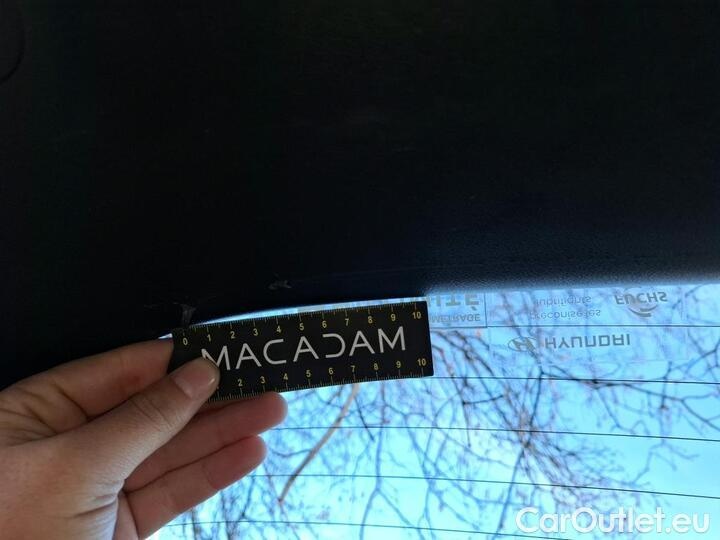 0 1 2 3 4 5 6 7 8 9 10
MACADAM
2 3 4 5 6 7 8 9 10
lubrifiants FUCHS
HYUNDAI
CarOutlet.eu